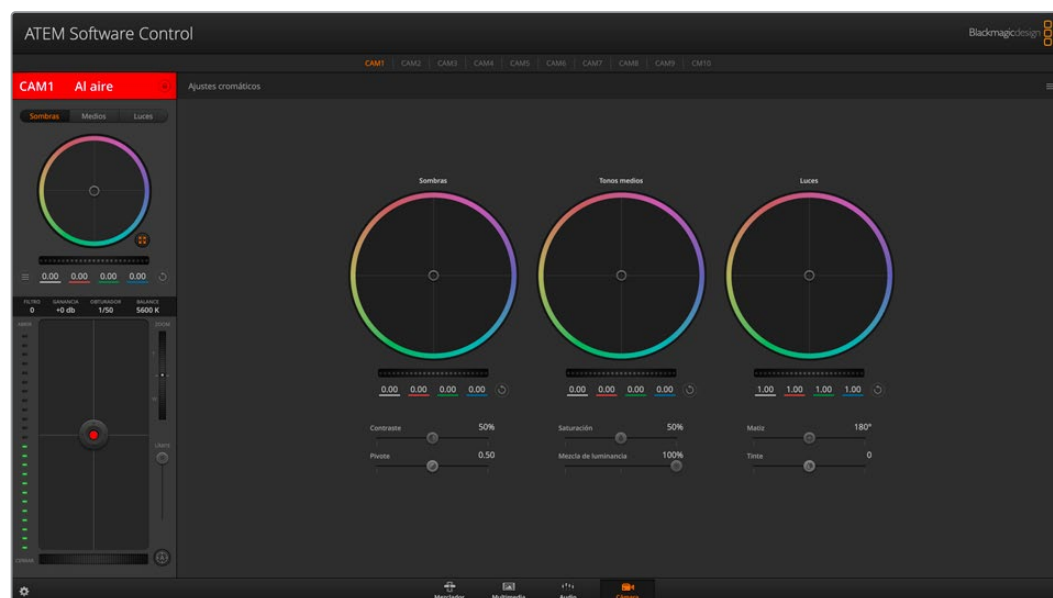 ATEM Software Control
Blackmagicdesign
CAM1 CAM2 CAM3 CAM4 CAM5 CAM6 CAM7 CAM8 CAM9 CM10
CAM1 Al aire
Ajustes cromáticos
Sombras Medios Luces
Sombras Tonos medios Luces
0.00 0.00 0.00 0.00
FILTRO GANANCIA OBTURADOR BALANCE
0 +0 db 1/50 5600 K
ABRIR ZOOM
LÍMITE
CERRAR
0.00 0.00 0.00 0.00
0.00 0.00 0.00 0.00
1.00 1.00 1.00 1.00
Contraste 50%
Saturación 50%
Matiz 180°
Pivote 0.50
Mezcla de luminancia 100%
Tinte 0
Mezclador Multimedia Audio Cámara